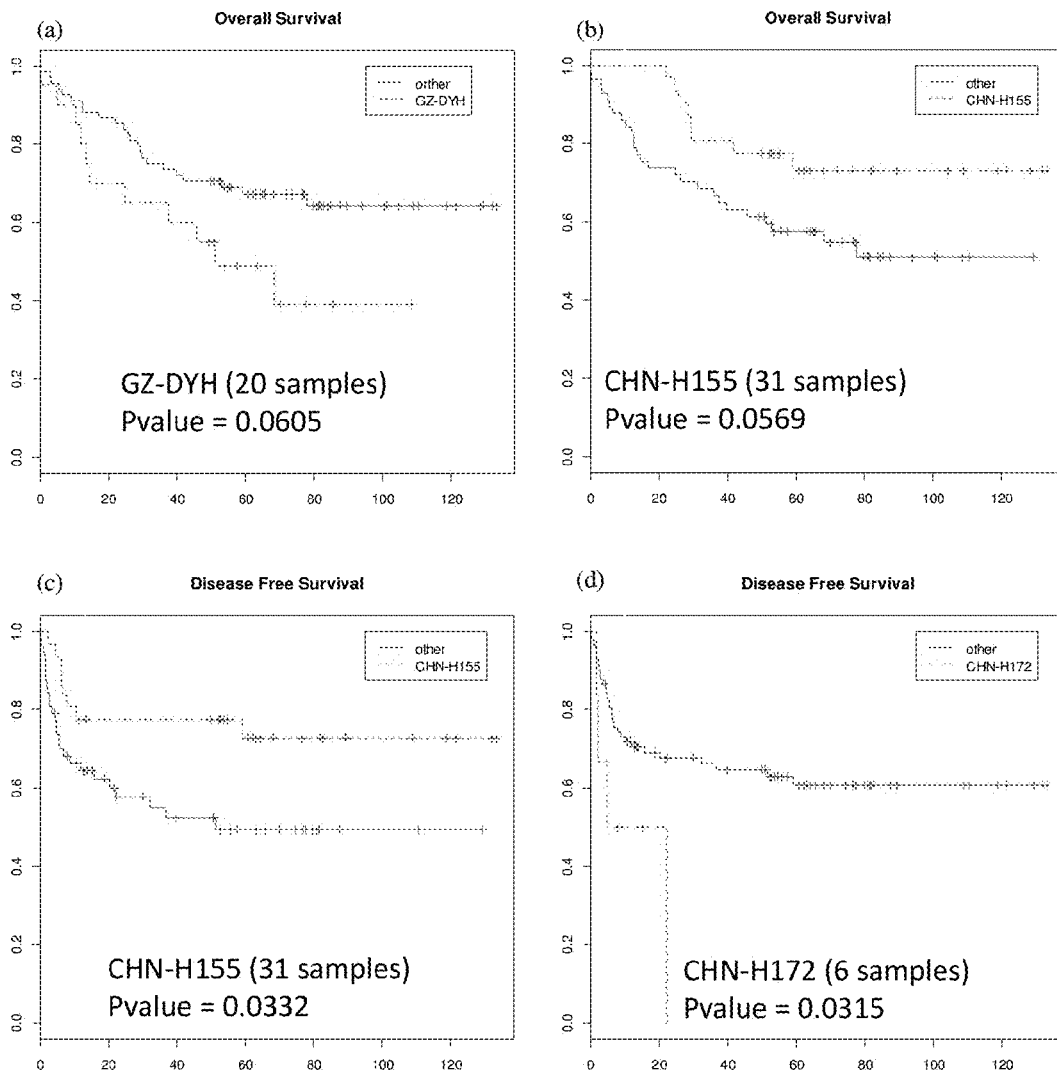 (a)
Overall Survival
orther
GZ-DYH
1.0
0.8
0.6
0.4
0.2
0.0
GZ-DYH (20 samples)
Pvalue = 0.0605
0 20 40 60 80 100 120
(b)
Overall Survival
other
CHN-H155
1.0
0.8
0.6
0.4
0.2
0.0
CHN-H155 (31 samples)
Pvalue = 0.0569
0 20 40 60 80 100 120
(c)
Disease Free Survival
other
CHN-H155
1.0
0.8
0.6
0.4
0.2
0.0
CHN-H155 (31 samples)
Pvalue = 0.0332
0 20 40 60 80 100 120
(d)
Disease Free Survival
other
CHN-H172
1.0
0.8
0.6
0.4
0.2
0.0
CHN-H172 (6 samples)
Pvalue = 0.0315
0 20 40 60 80 100 120